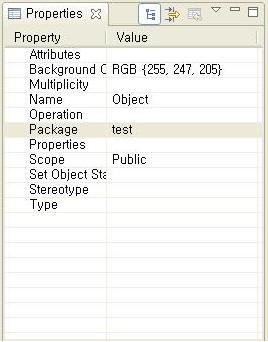 Properties
Property Value
Attributes
Background C RGB {255, 247, 205}
Multiplicity
Name Object
Operation
Package test
Properties
Scope Public
Set Object Sta
Stereotype
Type